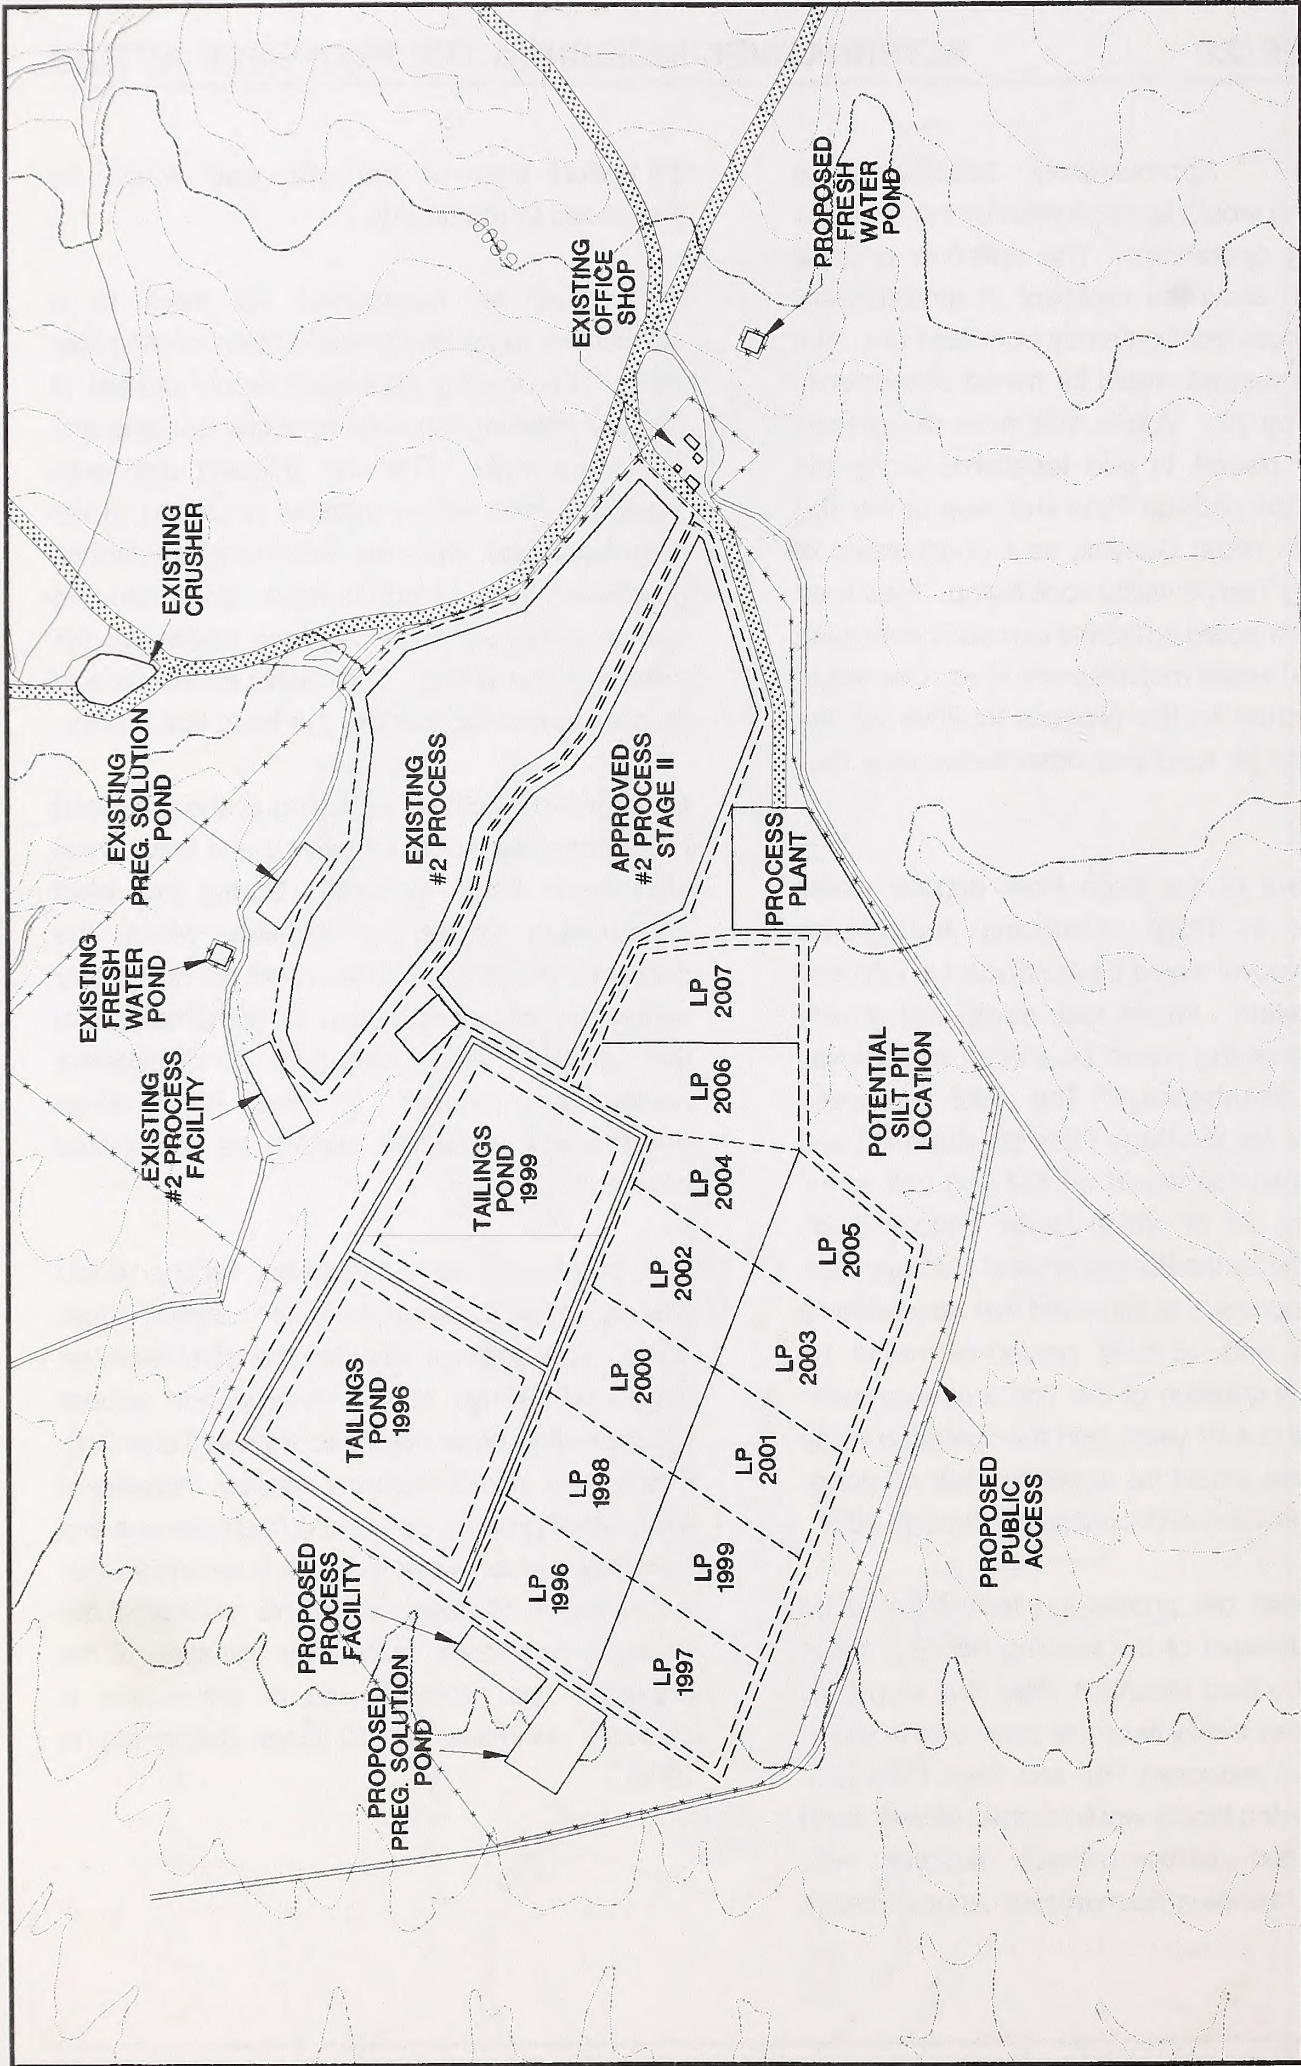 PROPOSED
PREG. SOLUTION
POND
PROPOSED
PROCESS
FACILITY
TAILINGS
POND
1996
TAILINGS
POND
1999
EXISTING
#2 PROCESS
FACILITY
EXISTING
FRESH
WATER
POND
EXISTING
PREG. SOLUTION
POND
EXISTING
CRUSHER
EXISTING
#2 PROCESS
APPROVED
#2 PROCESS
STAGE II
EXISTING
OFFICE
SHOP
PROPOSED
FRESH
WATER
POND
PROCESS
PLANT
LP
1996
LP
1998
LP
2000
LP
2002
LP
2004
LP
2006
LP
2007
LP
1997
LP
1999
LP
2001
LP
2003
LP
2005
POTENTIAL
SILT PIT
LOCATION
PROPOSED
PUBLIC
ACCESS